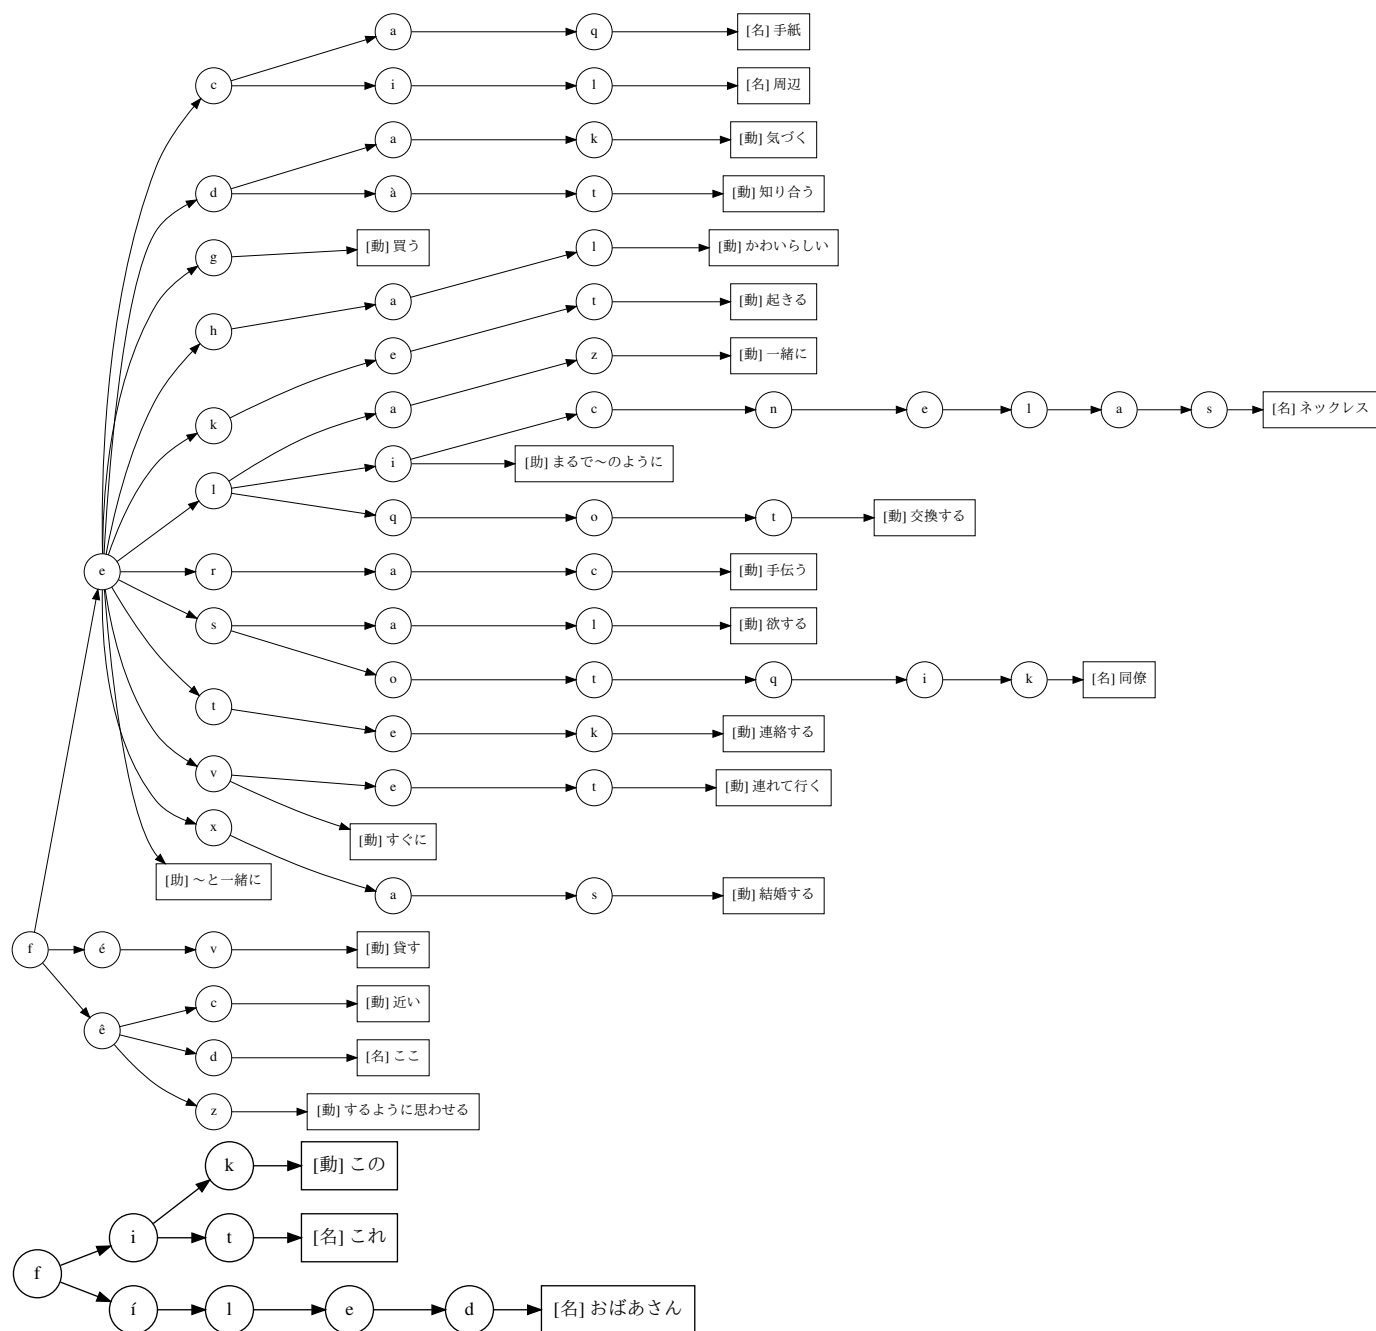 a q [名] 手紙
c i l [名] 周辺
a k [動] 気づく
d à t [動] 知り合う
g [動] 買う
l [動] かわいらしい
h a
t [動] 起きる
e z [動] 一緒に
k a c n e l a s [名] ネックレス
l i [助] まるで〜のように
q o t [動] 交換する
e r a c [動] 手伝う
s a l [動] 欲する
o t q i k [名] 同僚
t e k [動] 連絡する
v e t [動] 連れて行く
x [動] すぐに
[助] 〜と一緒に a s [動] 結婚する
f é v [動] 貸す
c [動] 近い
ê
d [名] ここ
z [動] するように思わせる
k [動] この
i t [名] これ
f
í l e d [名] おばあさん